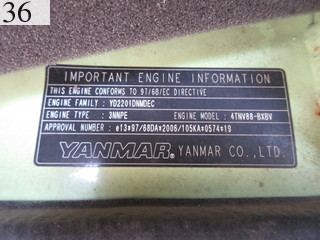 36
IMPORTANT ENGINE INFORMATION
THIS ENGINE CONFORMS TO 97/68/EC DIRECTIVE
ENGINE FAMILY : YD2201DNMDEC
ENGINE TYPE : 3NNPE ENGINE MODEL : 4TNV88-BXBV
APPROVAL NUMBER : e13*97/68DA*2006/105KA*0574*19
YANMAR YANMAR CO.,LTD.